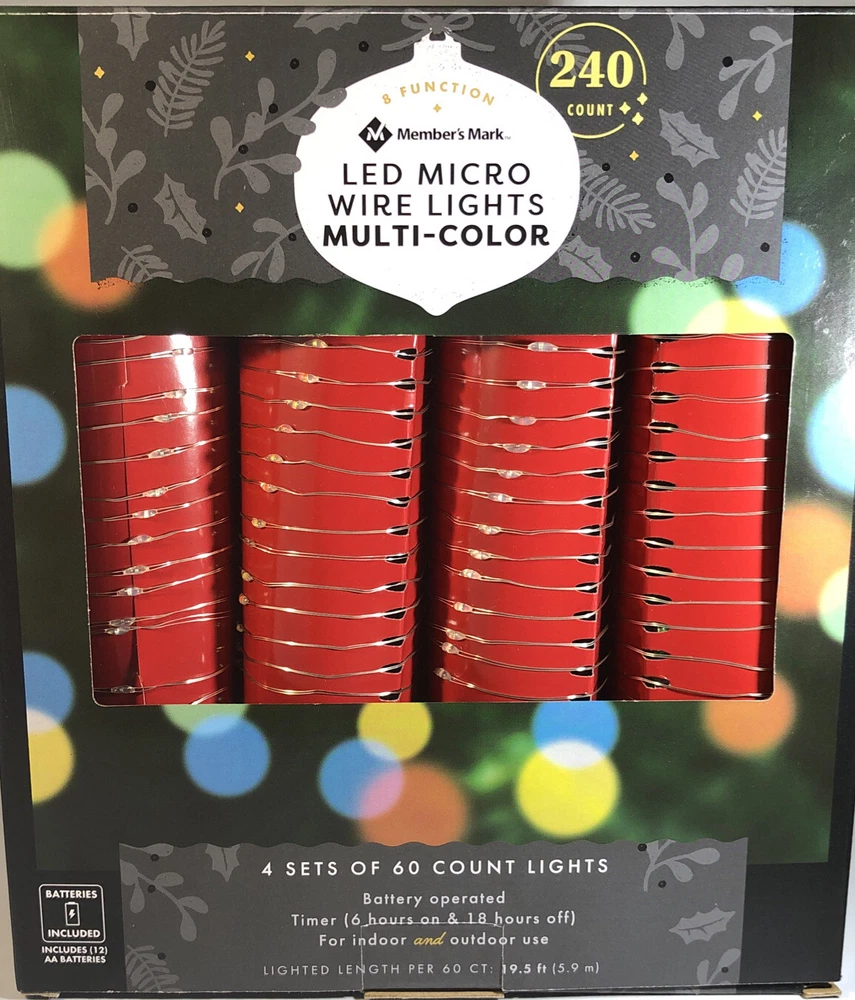 8 FUNCTION
240
COUNT
Member's Mark™
LED MICRO
WIRE LIGHTS
MULTI-COLOR
4 SETS OF 60 COUNT LIGHTS
Battery operated
Timer (6 hours on & 18 hours off)
For indoor and outdoor use
LIGHTED LENGTH PER 60 CT: 19.5 ft (5.9 m)
BATTERIES
INCLUDED
INCLUDES (12)
AA BATTERIES